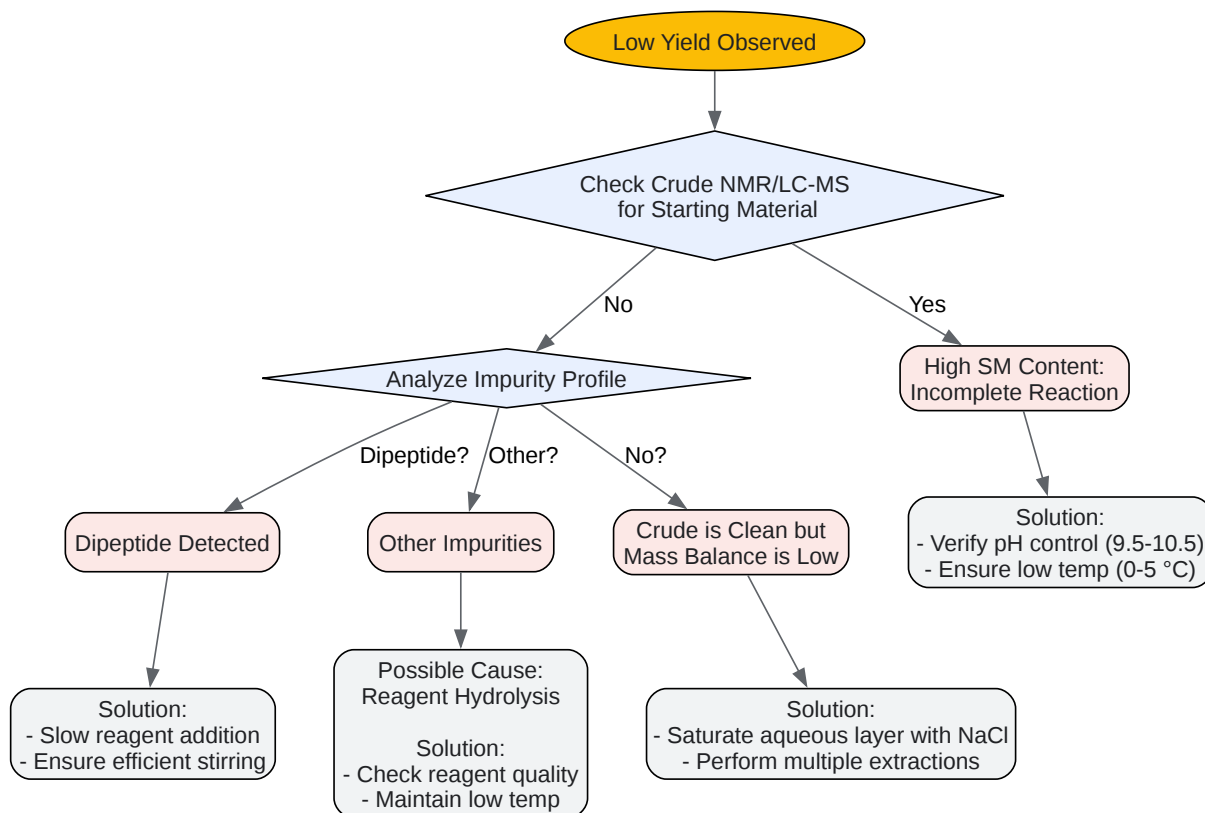 Low Yield Observed
Check Crude NMR/LC-MS
for Starting Material
No
Yes
Analyze Impurity Profile
High SM Content:
Incomplete Reaction
Dipeptide?
Other?
No?
Dipeptide Detected
Other Impurities
Crude is Clean but
Mass Balance is Low
Solution:
- Verify pH control (9.5-10.5)
- Ensure low temp (0-5 °C)
Solution:
- Slow reagent addition
- Ensure efficient stirring
Possible Cause:
Reagent Hydrolysis
Solution:
- Check reagent quality
- Maintain low temp
Solution:
- Saturate aqueous layer with NaCl
- Perform multiple extractions